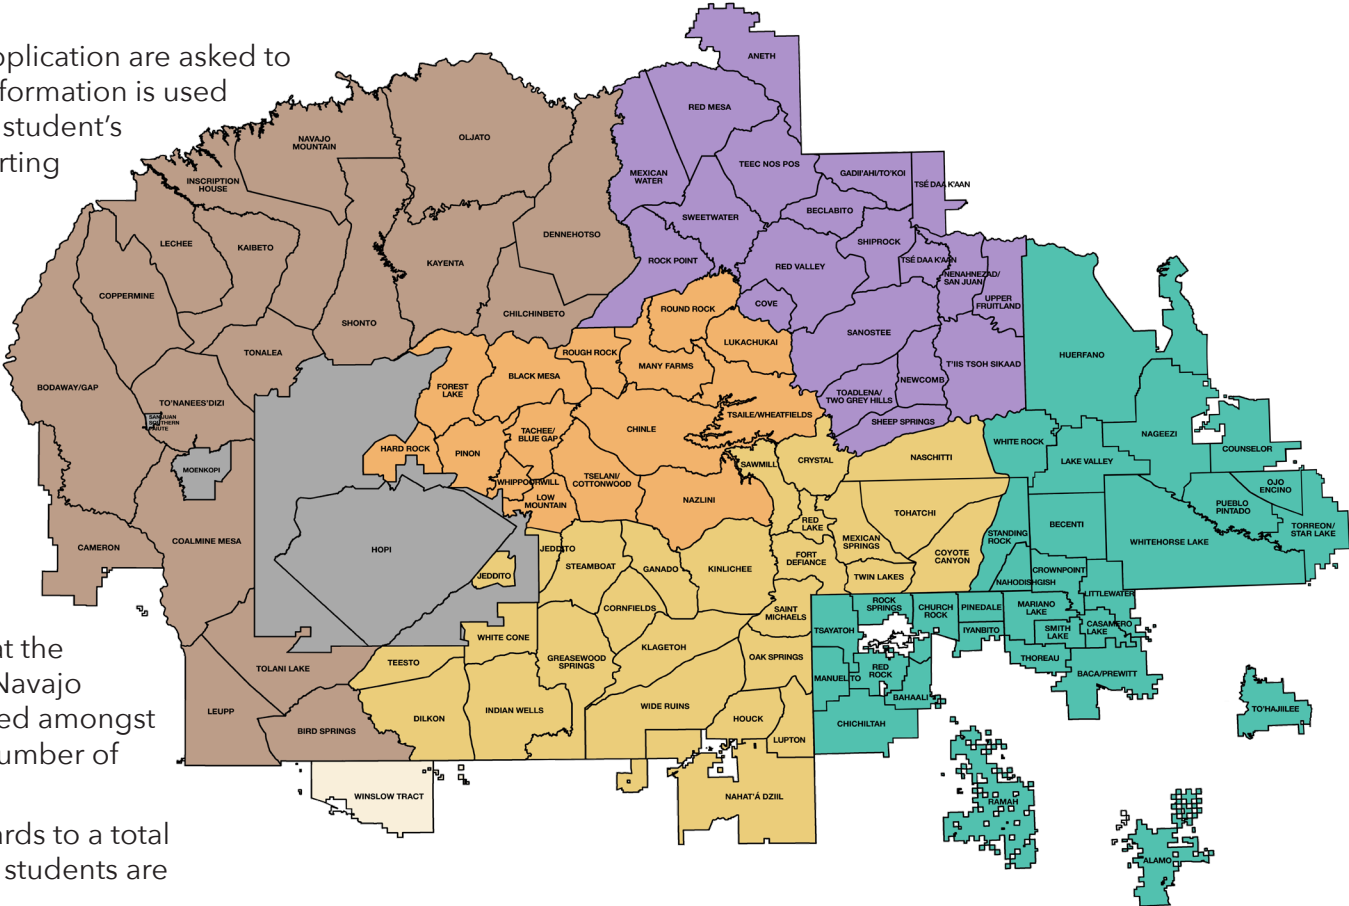 pplication are asked to
formation is used
student’s
rting
at the
Navajo
ed amongst
umber of
ards to a total
students are
ANETH
RED MESA
NAVAJO
MOUNTAIN
OLJATO
TEEC NOS POS
MEXICAN
WATER
GADII'AHI/TO'KOI
TSÉ DAA K'AAN
INSCRIPTION
HOUSE
BECLABITO
SWEETWATER
DENNEHOTSO
SHIPROCK
LECHEE
KAIBETO
ROCK POINT
TSÉ DAA K'AAN
KAYENTA
RED VALLEY
NENAHNEZAD/
SAN JUAN
COPPERMINE
UPPER
FRUITLAND
COVE
ROUND ROCK
CHILCHINBETO
SHONTO
SANOSTEE
LUKACHUKAI
TONALEA
ROUGH ROCK
HUERFANO
MANY FARMS
T'IIS TSOH SIKAAD
BLACK MESA
NEWCOMB
BODAWAY/GAP
FOREST
LAKE
TOADLENA/
TWO GREY HILLS
TO'NANEES'DIZI
TSAILE/WHEATFIELDS
SAN JUAN
SOUTHERN
PAIUTE
SHEEP SPRINGS
CHINLE
TACHEE/
BLUE GAP
NAGEEZI
WHITE ROCK
HARD ROCK
COUNSELOR
PINON
NASCHITTI
LAKE VALLEY
CRYSTAL
SAWMILL
MOENKOPI
TSELANI/
COTTONWOOD
WHIPPOORWILL
OJO
ENCINO
NAZLINI
LOW
MOUNTAIN
PUEBLO
PINTADO
TOHATCHI
RED
LAKE
BECENTI
TORREON/
STAR LAKE
STANDING
ROCK
COALMINE MESA
MEXICAN
SPRINGS
WHITEHORSE LAKE
CAMERON
HOPI
JEDDITO
COYOTE
CANYON
FORT
DEFIANCE
STEAMBOAT
GANADO
KINLICHEE
CROWNPOINT
JEDDITO
TWIN LAKES
NAHODISHGISH
LITTLEWATER
ROCK
SPRINGS
CHURCH
ROCK
PINEDALE
MARIANO
LAKE
CORNFIELDS
SAINT
MICHAELS
TSAYATOH
IYANBITO
SMITH
LAKE
CASAMERO
LAKE
WHITE CONE
KLAGETOH
OAK SPRINGS
THOREAU
TEESTO
GREASEWOOD
SPRINGS
TOLANI LAKE
RED
ROCK
BACA/PREWITT
MANUELITO
BAHAALI
WIDE RUINS
TO'HAJIILEE
LEUPP
INDIAN WELLS
DILKON
HOUCK
CHICHILTAH
BIRD SPRINGS
LUPTON
WINSLOW TRACT
NAHAT'Á DZIIL
RAMAH
ALAMO